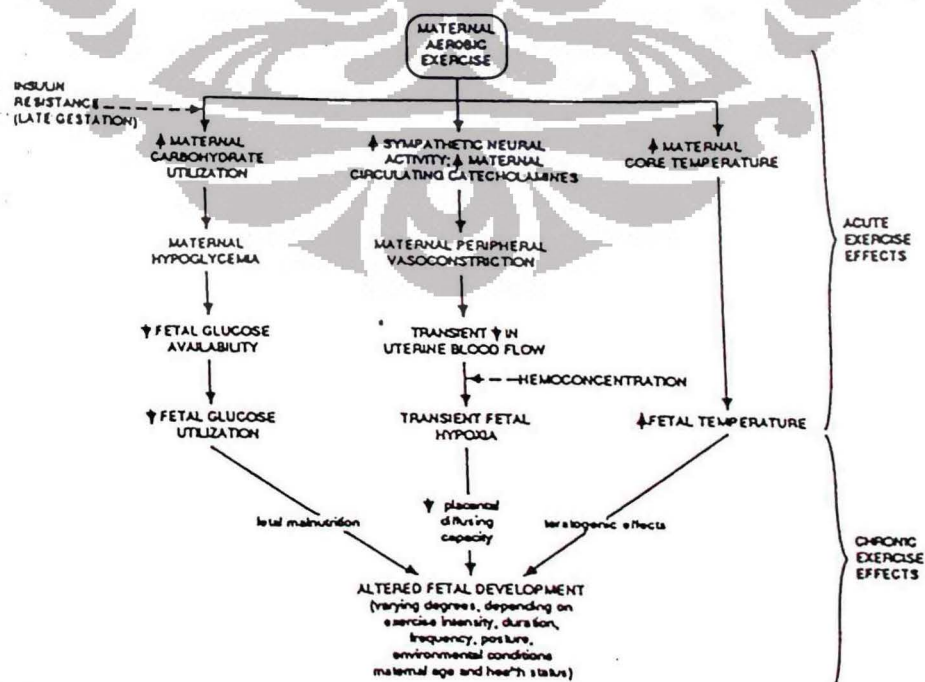 MATERNAL
AEROBIC
EXERCISE
INSULIN
RESISTANCE
(LATE GESTATION)
↑ MATERNAL
CARBOHYDRATE
UTILIZATION
↑ SYMPATHETIC NEURAL
ACTIVITY; ↑ MATERNAL
CIRCULATING CATECHOLAMINES
↑ MATERNAL
CORE TEMPERATURE
MATERNAL
HYPOGLYCEMIA
MATERNAL PERIPHERAL
VASOCONSTRICTION
ACUTE
EXERCISE
EFFECTS
↓ FETAL GLUCOSE
AVAILABILITY
TRANSIENT ↓ IN
UTERINE BLOOD FLOW
HEMOCONCENTRATION
↓ FETAL GLUCOSE
UTILIZATION
TRANSIENT FETAL
HYPOXIA
↑ FETAL TEMPERATURE
fetal malnutrition
↓ placental
diffusing
capacity
teratogenic effects
CHRONIC
EXERCISE
EFFECTS
ALTERED FETAL DEVELOPMENT
(varying degrees, depending on
exercise intensity, duration,
frequency, posture,
environmental conditions
maternal age and health status)